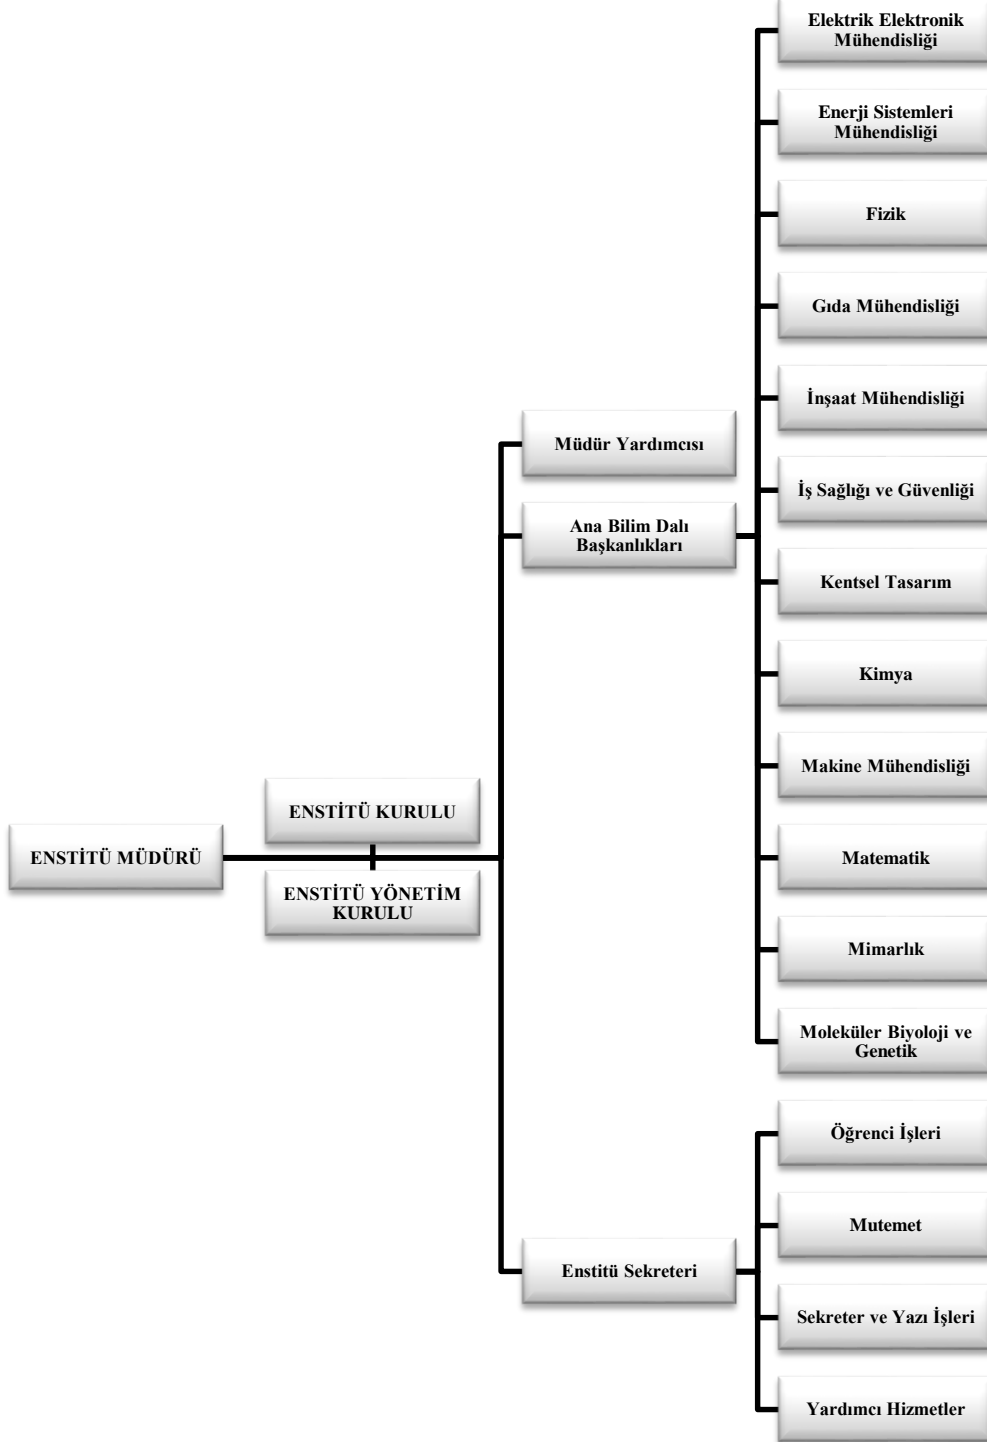 Elektrik Elektronik
Mühendisliği
Enerji Sistemleri
Mühendisliği
Fizik
Gıda Mühendisliği
İnşaat Mühendisliği
Müdür Yardımcısı
İş Sağlığı ve Güvenliği
Ana Bilim Dalı
Başkanlıkları
Kentsel Tasarım
Kimya
Makine Mühendisliği
ENSTİTÜ KURULU
ENSTİTÜ MÜDÜRÜ
Matematik
ENSTİTÜ YÖNETİM
KURULU
Mimarlık
Moleküler Biyoloji ve
Genetik
Öğrenci İşleri
Mutemet
Enstitü Sekreteri
Sekreter ve Yazı İşleri
Yardımcı Hizmetler